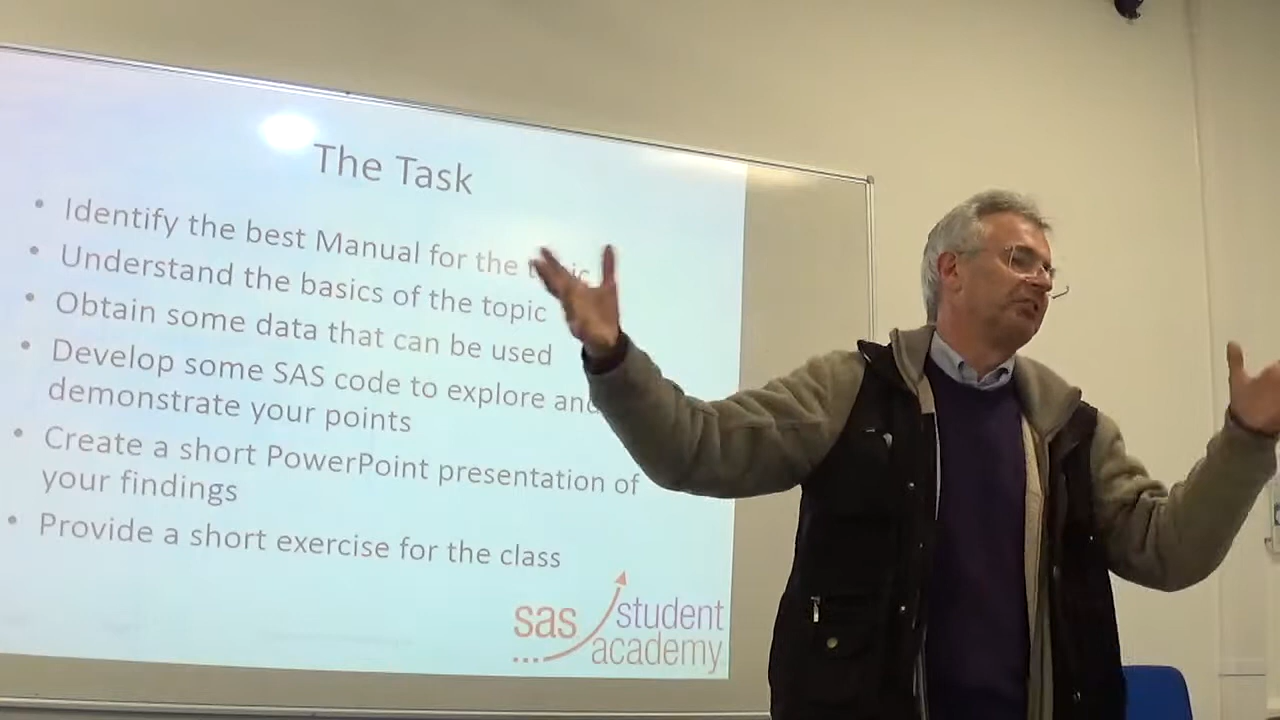 The Task
• Identify the best Manual for the
• Understand the basics of the topic
• Obtain some data that can be used
• Develop some SAS code to explore and
demonstrate your points
• Create a short PowerPoint presentation of
your findings
• Provide a short exercise for the class
sas student
academy